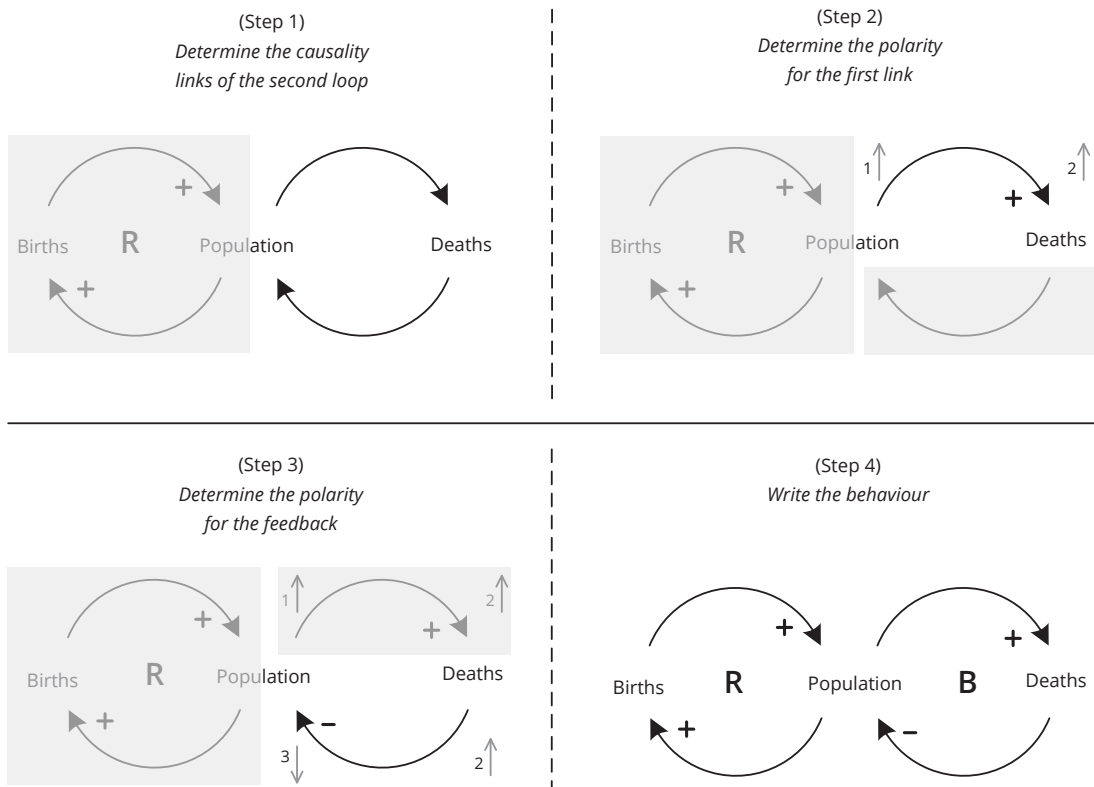 (Step 1)
Determine the causality
links of the second loop
+
Births
R
Population
Deaths
+
(Step 2)
Determine the polarity
for the first link
1
2
+
+
Births
R
Population
Deaths
+
(Step 3)
Determine the polarity
for the feedback
1
2
+
+
Births
R
Population
Deaths
+
−
3
2
(Step 4)
Write the behaviour
+
+
Births
R
Population
B
Deaths
+
−